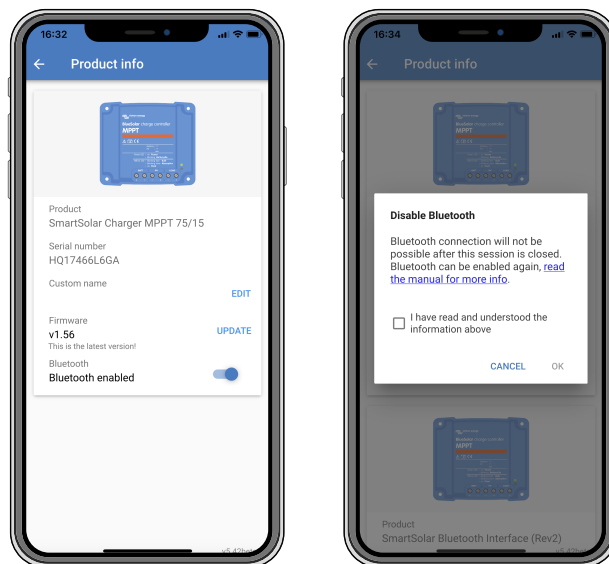 16:32
Product info
MPPT
Product
SmartSolar Charger MPPT 75/15
Serial number
HQ17466L6GA
Custom name
EDIT
Firmware
v1.56
UPDATE
This is the latest version!
Bluetooth
Bluetooth enabled
16:34
Product info
Disable Bluetooth
Bluetooth connection will not be
possible after this session is closed.
Bluetooth can be enabled again, read
the manual for more info.
I have read and understood the
information above
CANCEL
OK
MPPT
Product
SmartSolar Bluetooth Interface (Rev2)